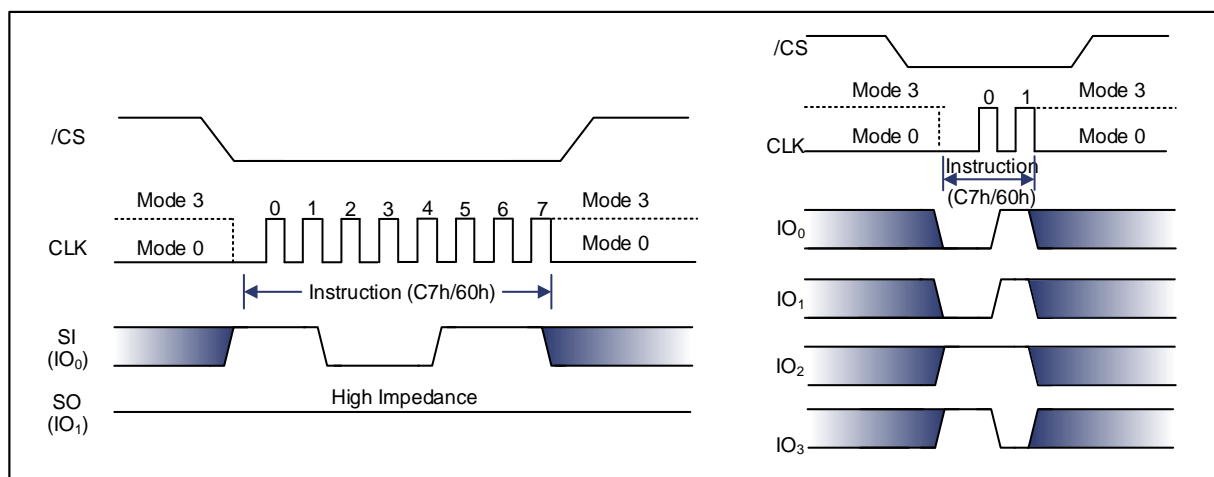 /CS
Mode 3
0 1 2 3 4 5 6 7
Mode 3
CLK
Mode 0
Mode 0
Instruction (C7h/60h)
SI
(IO0)
High Impedance
SO
(IO1)
/CS
Mode 3
0 1
Mode 3
CLK
Mode 0
Mode 0
Instruction
(C7h/60h)
IO0
IO1
IO2
IO3